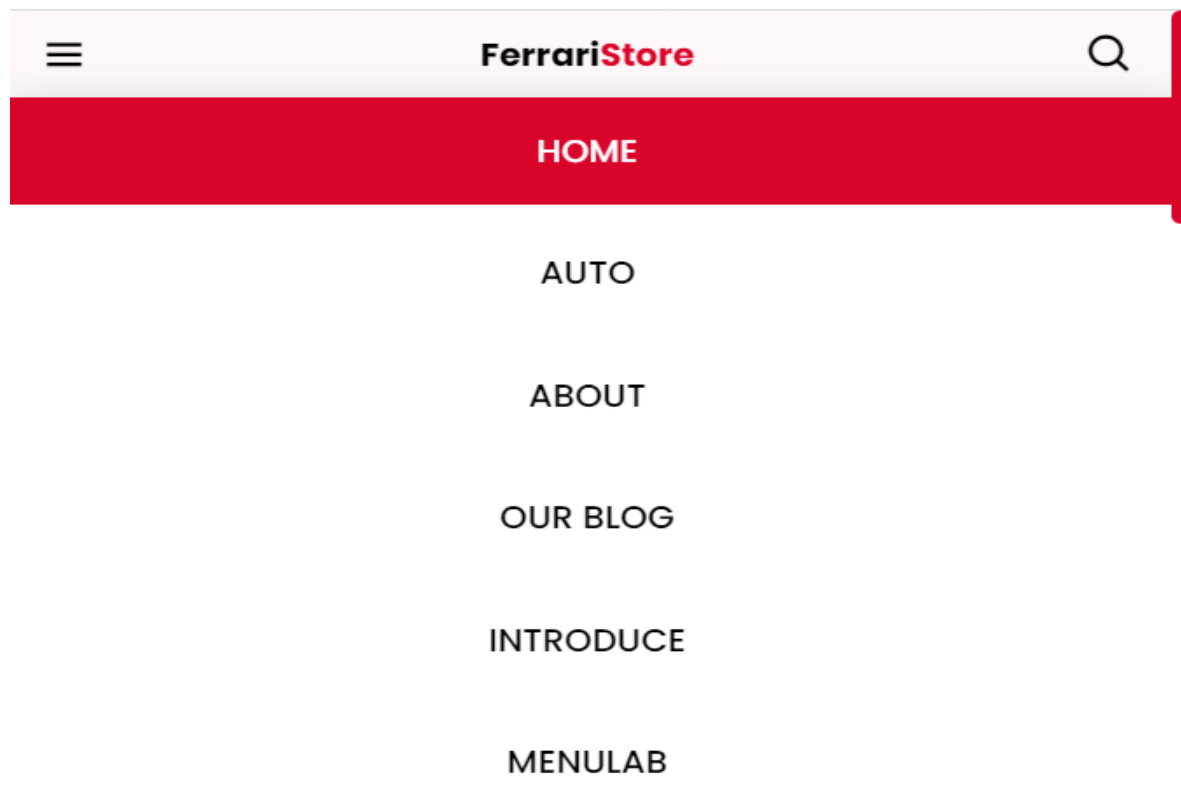 FerrariStore
HOME
AUTO
ABOUT
OUR BLOG
INTRODUCE
MENULAB